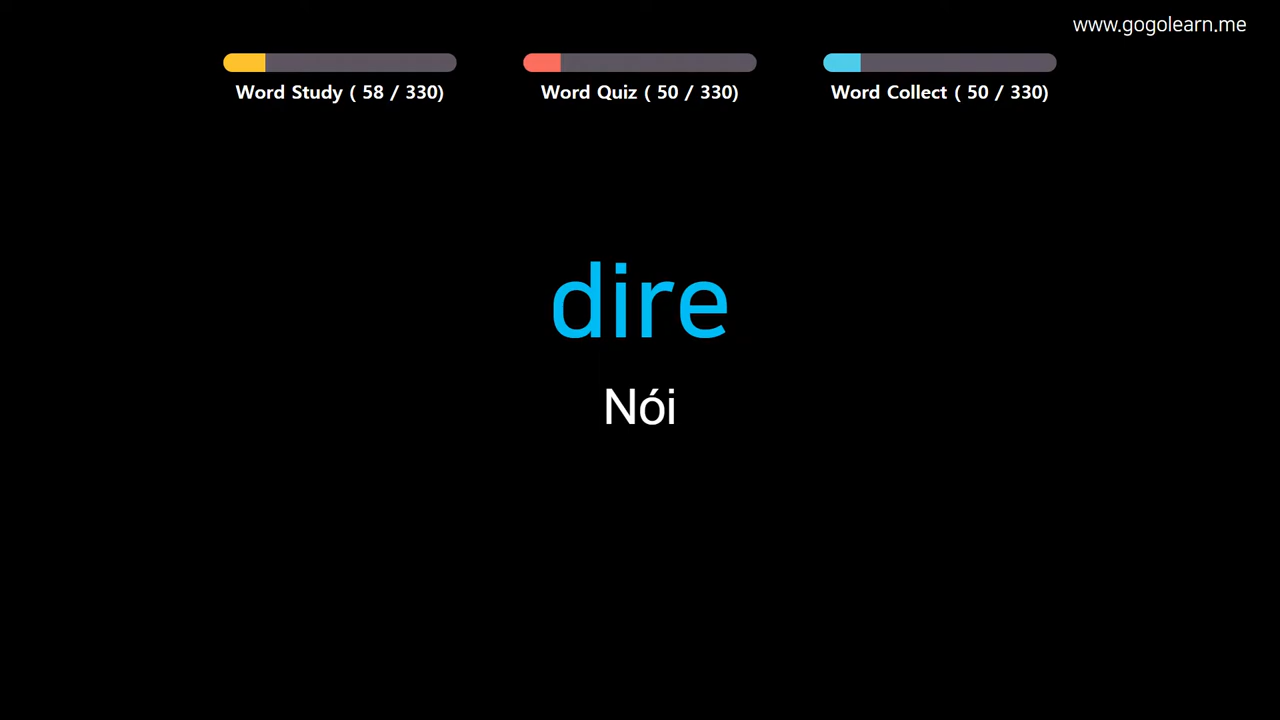 www.gogolearn.me
Word Study ( 58 / 330)
Word Quiz ( 50 / 330)
Word Collect ( 50 / 330)
dire
Nói